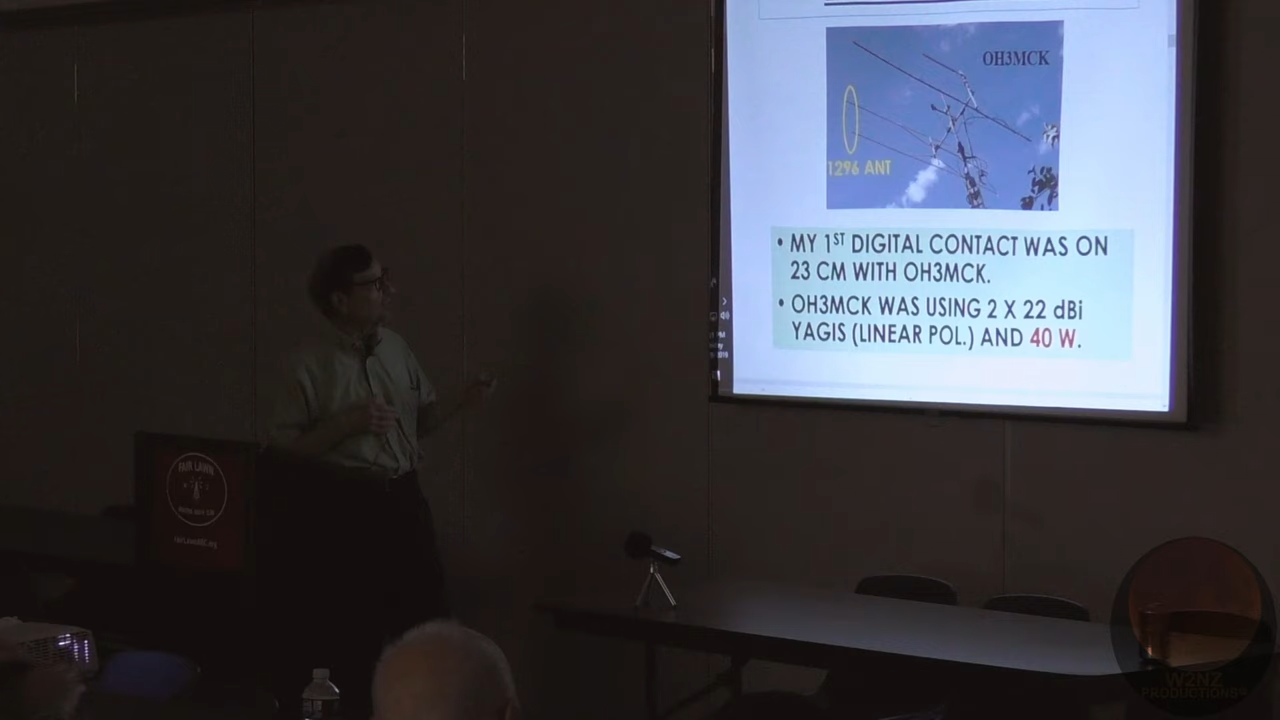 OH3MCK
1296 ANT
• MY 1ST DIGITAL CONTACT WAS ON
23 CM WITH OH3MCK.
• OH3MCK WAS USING 2 X 22 dBi
YAGIS (LINEAR POL.) AND 40 W.
FAIR LAWN
W2NZ
PRODUCTIONS